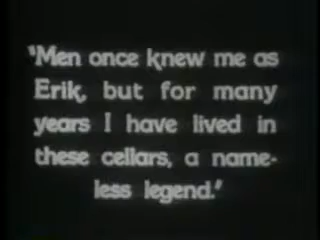 "Men once knew me as
Erik, but for many
years I have lived in
these cellars, a name-
less legend."